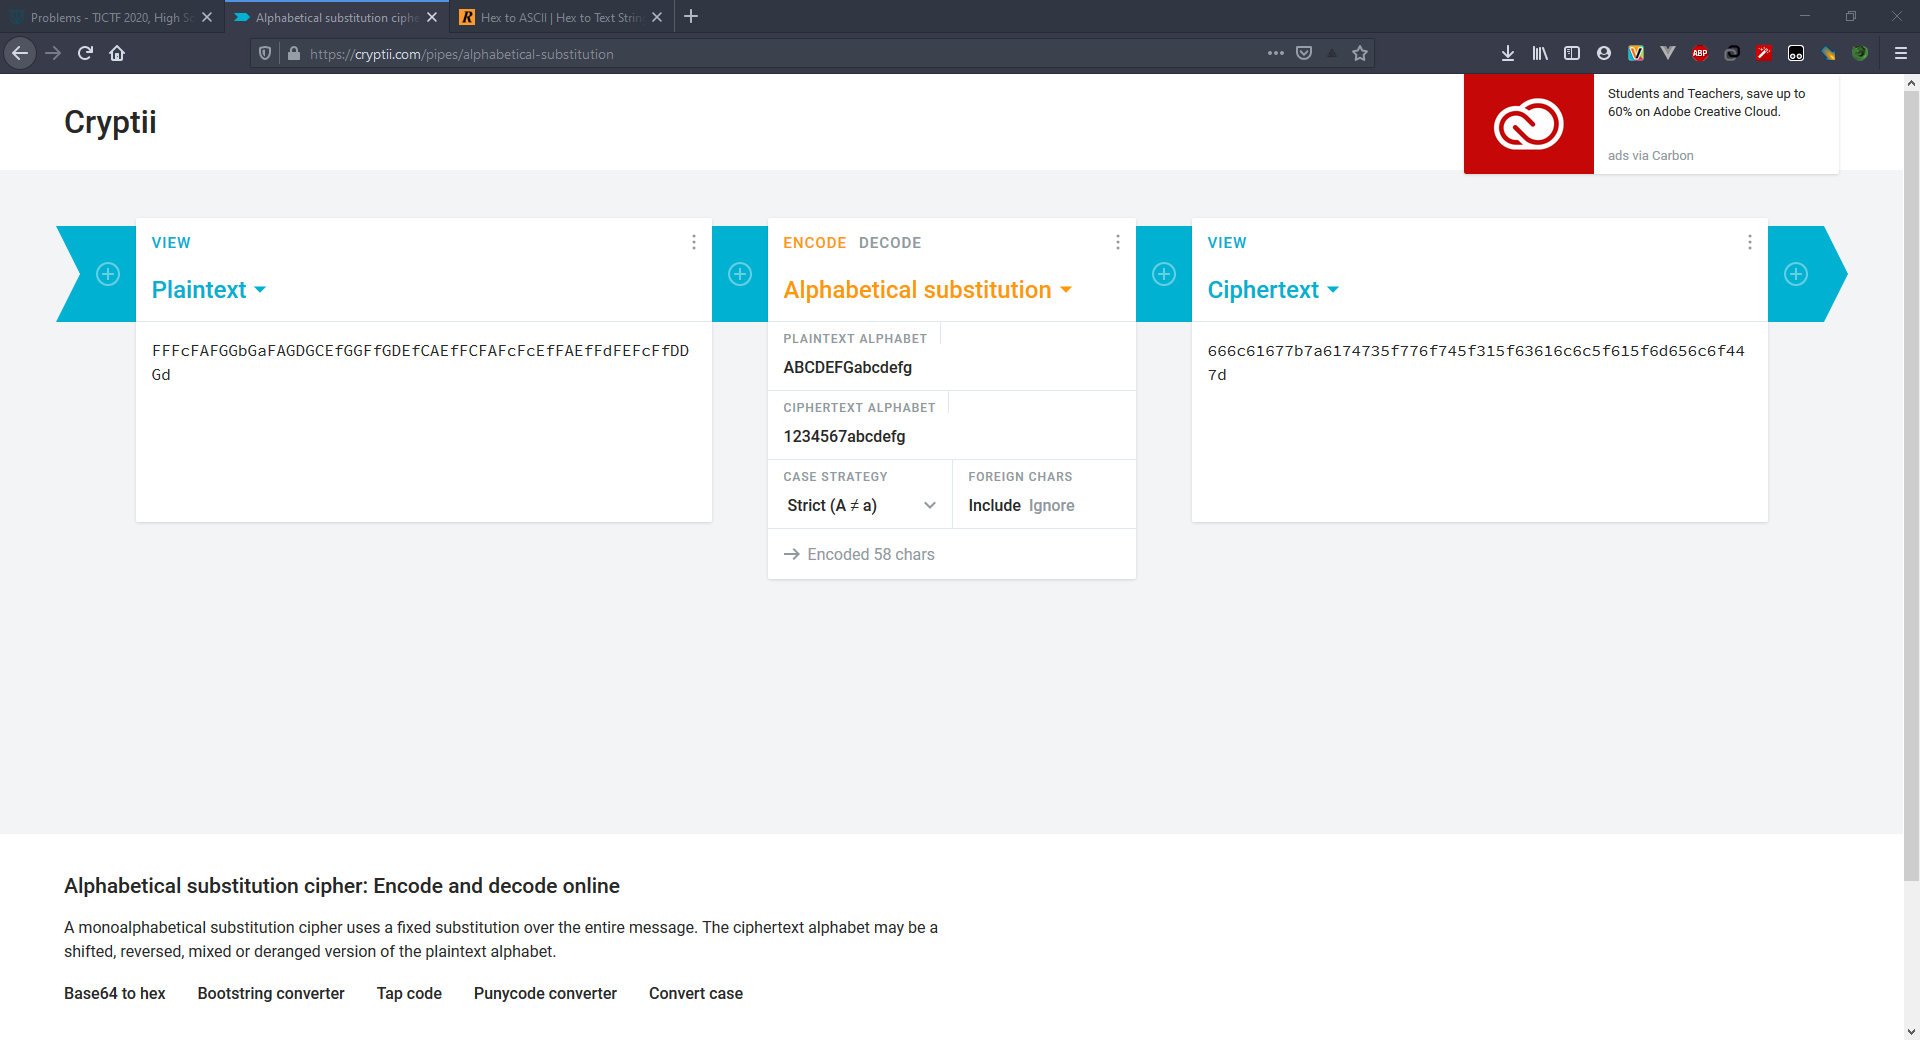 Problems - TJCTF 2020, High Sc
Alphabetical substitution ciphe
Hex to ASCII | Hex to Text Strin
https://cryptii.com/pipes/alphabetical-substitution
ABP
Cryptii
Students and Teachers, save up to
60% on Adobe Creative Cloud.
ads via Carbon
VIEW
Plaintext
FFFcFAFGGbGaFAGDGCEfGGFfGDEfCAEfFCFAFcFcEfFAEfFdFEFcFfDD
Gd
ENCODE DECODE
Alphabetical substitution
PLAINTEXT ALPHABET
ABCDEFGabcdefg
CIPHERTEXT ALPHABET
1234567abcdefg
CASE STRATEGY
Strict (A ≠ a)
FOREIGN CHARS
Include Ignore
→ Encoded 58 chars
VIEW
Ciphertext
666c61677b7a6174735f776f745f315f63616c6c5f615f6d656c6f44
7d
Alphabetical substitution cipher: Encode and decode online
A monoalphabetical substitution cipher uses a fixed substitution over the entire message. The ciphertext alphabet may be a
shifted, reversed, mixed or deranged version of the plaintext alphabet.
Base64 to hex Bootstring converter Tap code Punycode converter Convert case